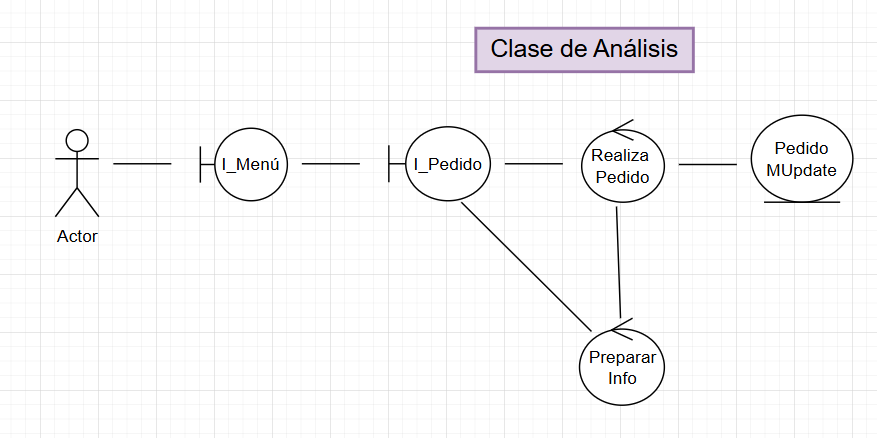 Clase de Análisis
Actor
I_Menú
I_Pedido
Realiza
Pedido
Pedido
MUpdate
Preparar
Info